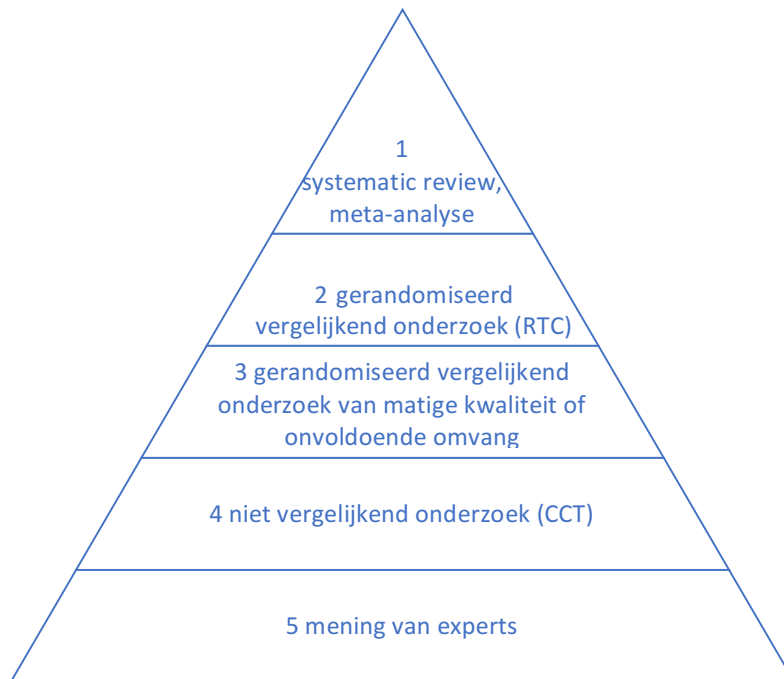 1
systematic review,
meta-analyse
2 gerandomiseerd
vergelijkend onderzoek (RTC)
3 gerandomiseerd vergelijkend
onderzoek van matige kwaliteit of
onvoldoende omvang
4 niet vergelijkend onderzoek (CCT)
5 mening van experts